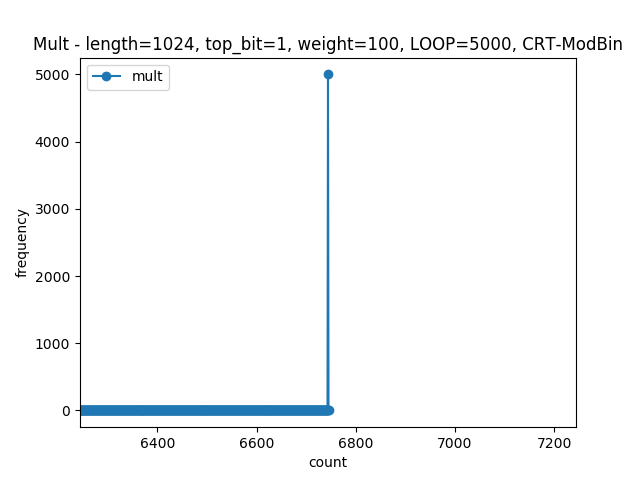 Mult - length=1024, top_bit=1, weight=100, LOOP=5000, CRT-ModBin
mult
5000
4000
3000
2000
1000
0
frequency
6400 6600 6800 7000 7200
count